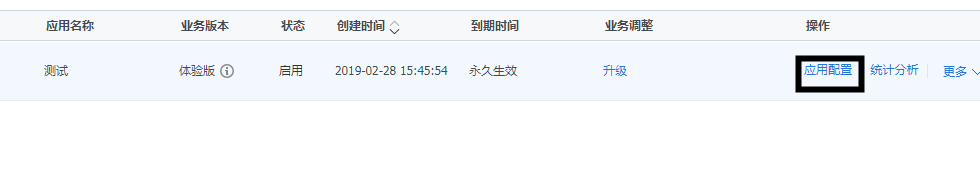 应用名称 业务版本 状态 创建时间 到期时间 业务调整 操作
测试 体验版 启用 2019-02-28 15:45:54 永久生效 升级 应用配置 统计分析 更多